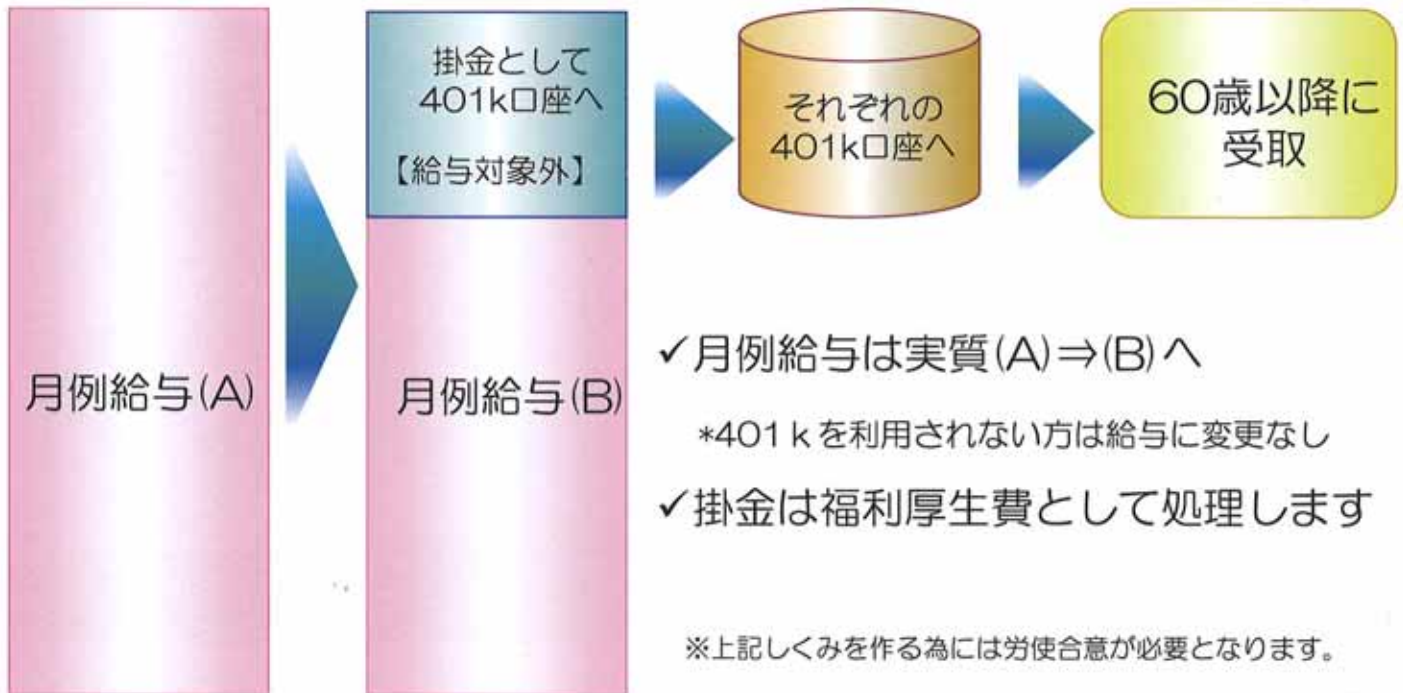 月例給与(A)
掛金として
401k口座へ
【給与対象外】
月例給与(B)
それぞれの
401k口座へ
60歳以降に
受取
✓月例給与は実質(A)⇒(B)へ
*401kを利用されない方は給与に変更なし
✓掛金は福利厚生費として処理します
※上記しくみを作る為には労使合意が必要となります。